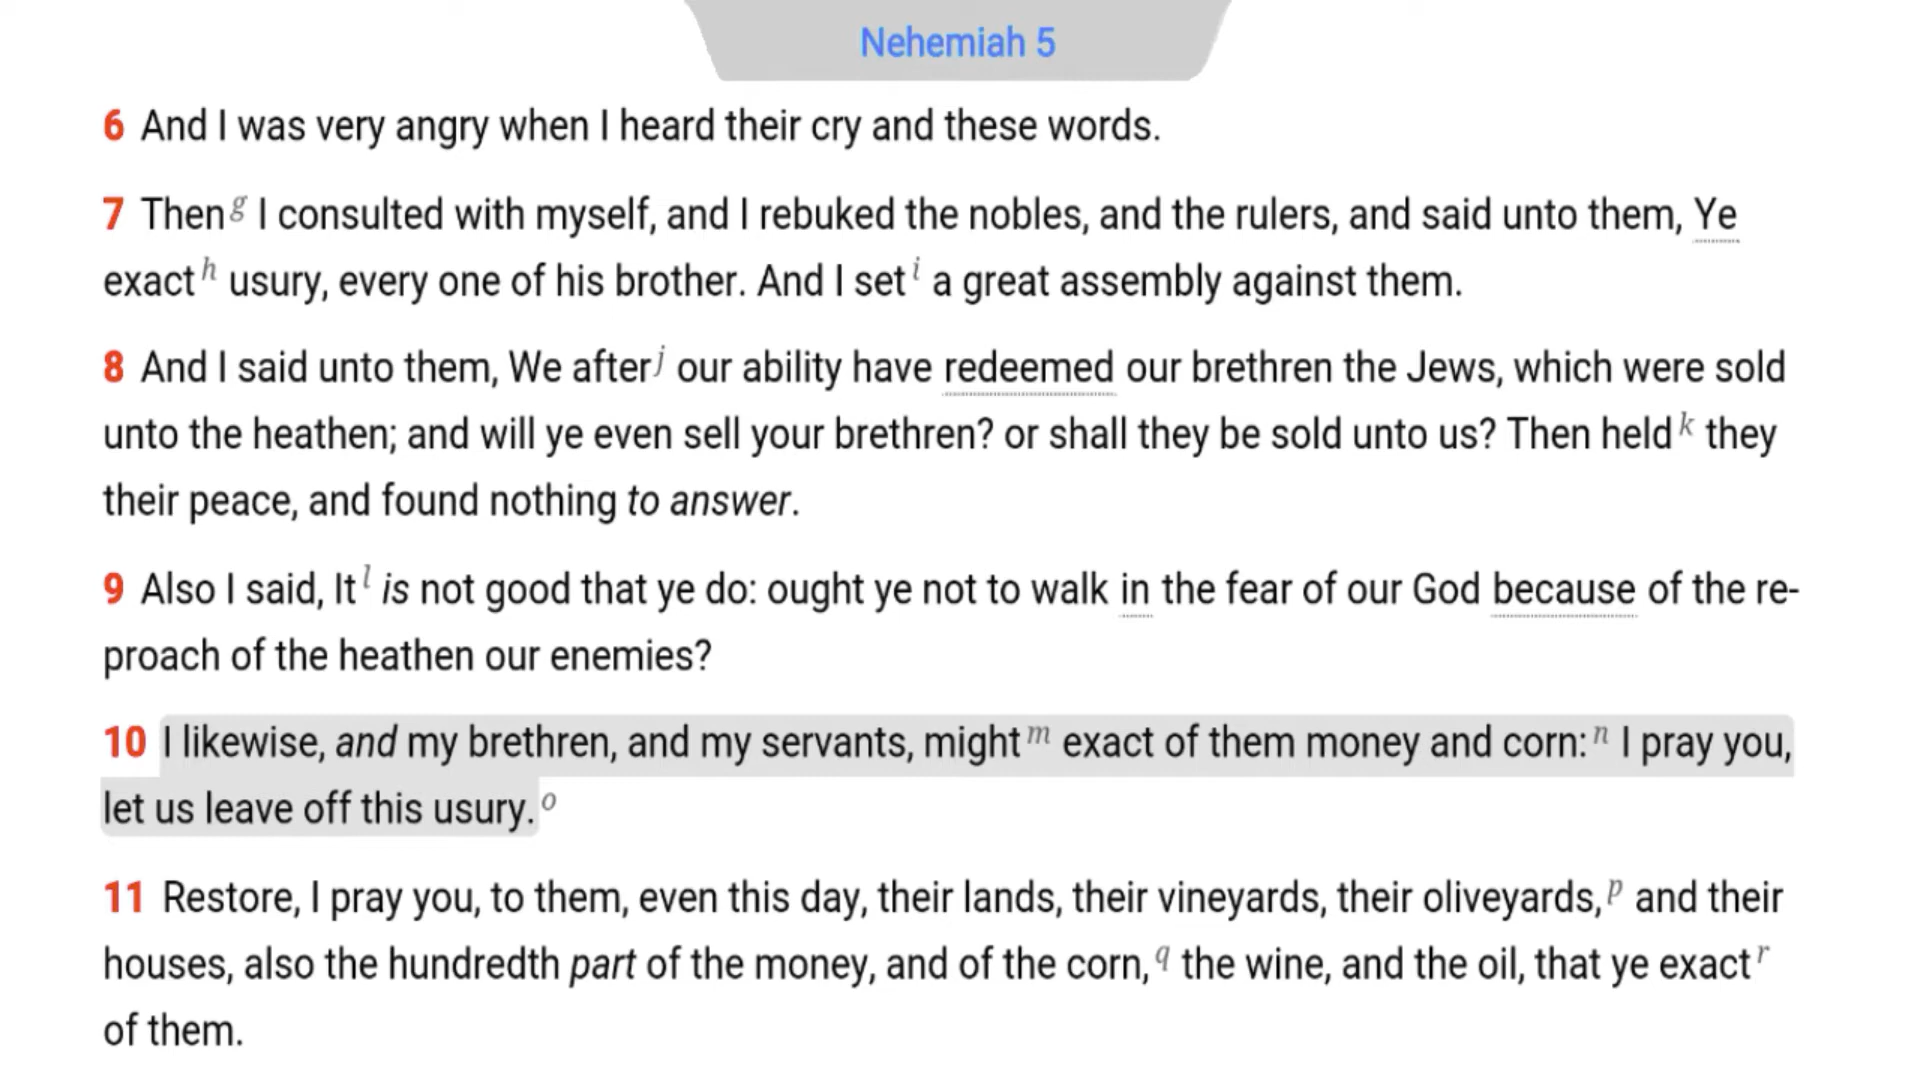 Nehemiah 5
6 And I was very angry when I heard their cry and these words.
7 Then g I consulted with myself, and I rebuked the nobles, and the rulers, and said unto them, Ye
exact h usury, every one of his brother. And I set i a great assembly against them.
8 And I said unto them, We after j our ability have redeemed our brethren the Jews, which were sold
unto the heathen; and will ye even sell your brethren? or shall they be sold unto us? Then held k they
their peace, and found nothing to answer.
9 Also I said, It l is not good that ye do: ought ye not to walk in the fear of our God because of the re-
proach of the heathen our enemies?
10 I likewise, and my brethren, and my servants, might m exact of them money and corn: n I pray you,
let us leave off this usury. o
11 Restore, I pray you, to them, even this day, their lands, their vineyards, their oliveyards, p and their
houses, also the hundredth part of the money, and of the corn, q the wine, and the oil, that ye exact r
of them.